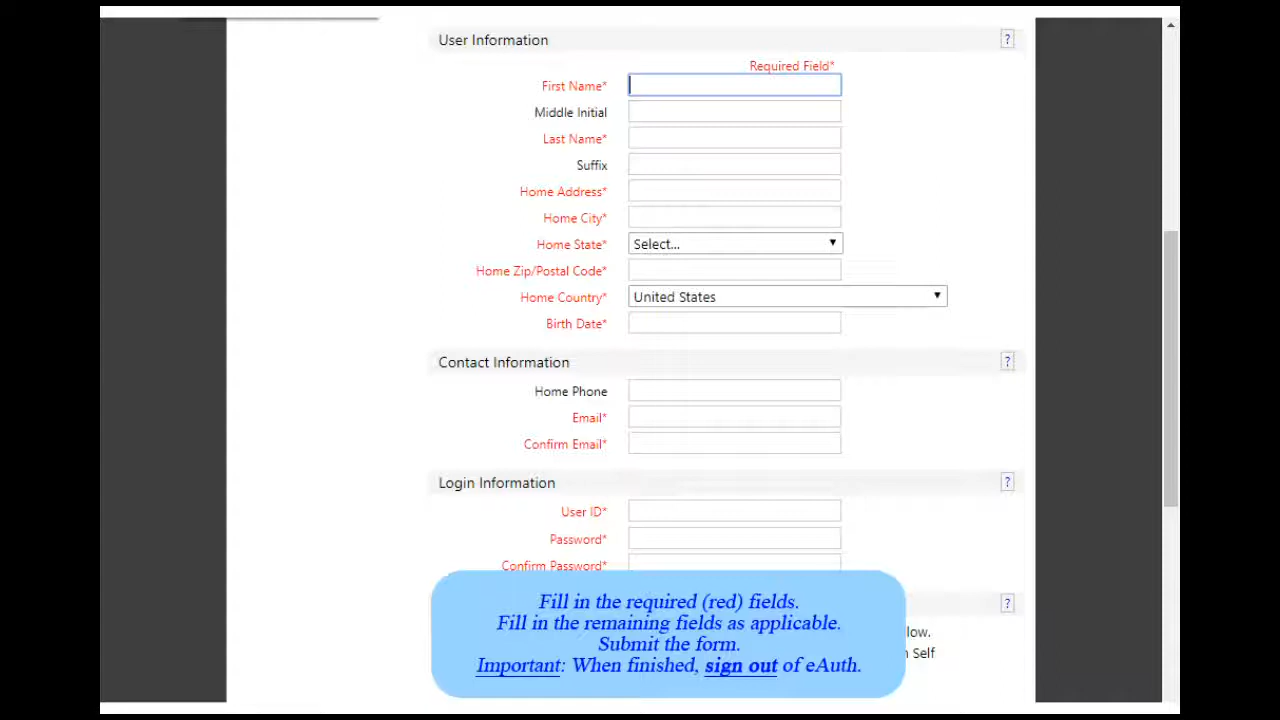 User Information ?
Required Field*
First Name*
Middle Initial
Last Name*
Suffix
Home Address*
Home City*
Home State* Select...
Home Zip/Postal Code*
Home Country* United States
Birth Date*
Contact Information ?
Home Phone
Email*
Confirm Email*
Login Information ?
User ID*
Password*
Confirm Password*
?
low.
n Self
Fill in the required (red) fields.
Fill in the remaining fields as applicable.
Submit the form.
Important: When finished, sign out of eAuth.